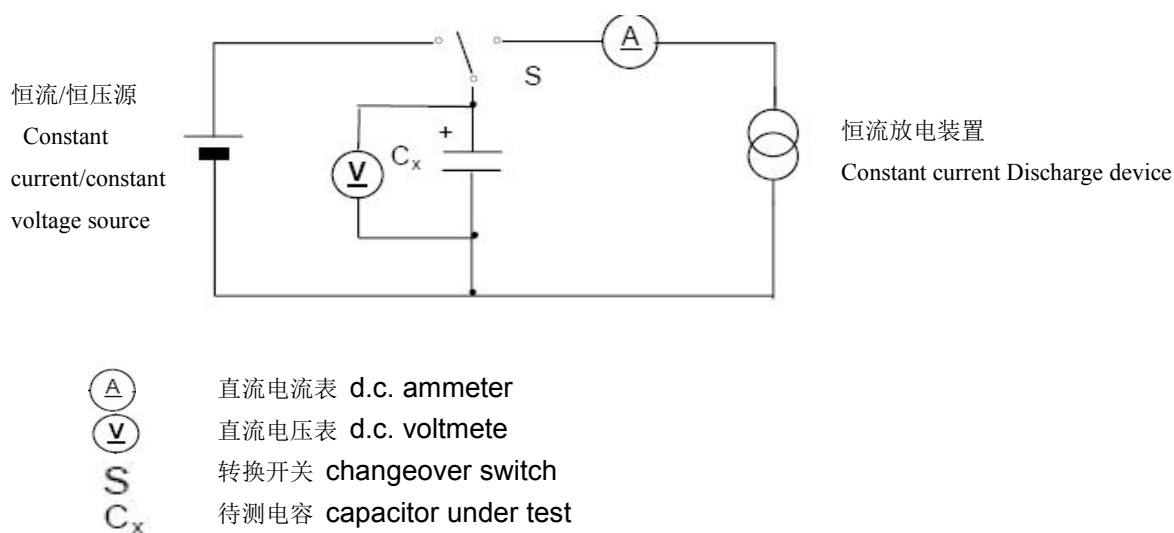 恒流/恒压源
Constant
current/constant
voltage source
S
A
+
V
Cx
恒流放电装置
Constant current Discharge device
A 直流电流表 d.c. ammeter
V 直流电压表 d.c. voltmete
S 转换开关 changeover switch
Cx 待测电容 capacitor under test